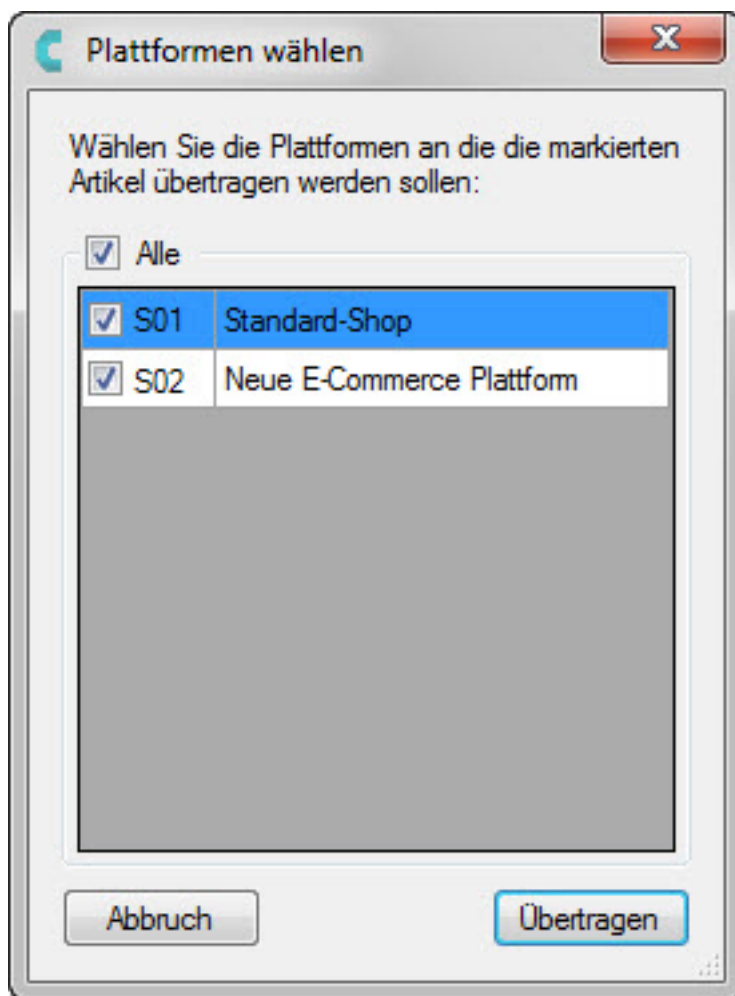 Plattformen wählen
Wählen Sie die Plattformen an die die markierten
Artikel übertragen werden sollen:
Alle
S01 Standard-Shop
S02 Neue E-Commerce Plattform
Abbruch Übertragen